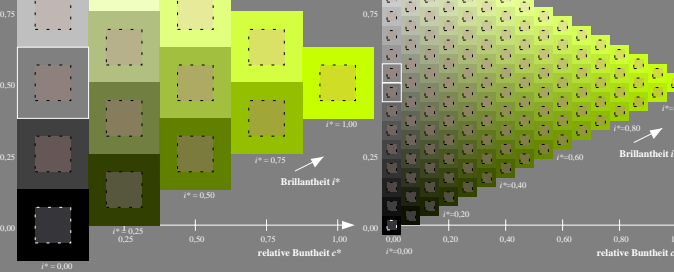 0,75
0,50
0,25
0,00
i* = 1,00
i* = 0,75
i* = 0,50
i* = 0,25
i* = 0,00
Brillantheit i*
0,25
0,50
0,75
1,00
relative Buntheit c*
0,75
0,50
0,25
0,00
i*=0,80
i*=0,60
i*=0,40
i*=0,20
i*=0,00
Brillantheit i
0,00
0,20
0,40
0,60
0,80
relative Buntheit